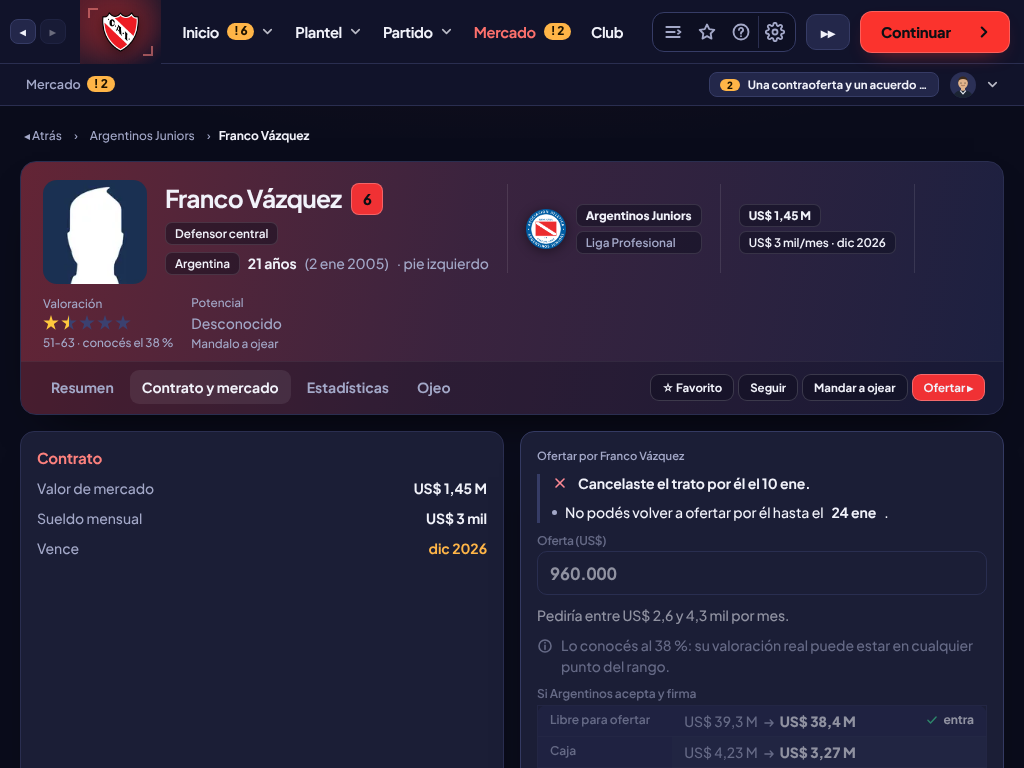 ◂ ▸ CAI Inicio ! 6 Plantel Partido Mercado ! 2 Club ▸▸ Continuar
Mercado ! 2 2 Una contraoferta y un acuerdo ...
◂ Atrás › Argentinos Juniors › Franco Vázquez
Franco Vázquez 6
Defensor central
Argentina 21 años (2 ene 2005) · pie izquierdo
Argentinos Juniors
Liga Profesional
US$ 1,45 M
US$ 3 mil/mes · dic 2026
Valoración
51-63 · conocés el 38 %
Potencial
Desconocido
Mandalo a ojear
Resumen Contrato y mercado Estadísticas Ojeo ☆ Favorito Seguir Mandar a ojear Ofertar ▸
Contrato
Valor de mercado US$ 1,45 M
Sueldo mensual US$ 3 mil
Vence dic 2026
Ofertar por Franco Vázquez
✕ Cancelaste el trato por él el 10 ene.
• No podés volver a ofertar por él hasta el 24 ene .
Oferta (US$)
960.000
Pediría entre US$ 2,6 y 4,3 mil por mes.
Lo conocés al 38 %: su valoración real puede estar en cualquier
punto del rango.
Si Argentinos acepta y firma
Libre para ofertar US$ 39,3 M → US$ 38,4 M ✓ entra
Caja US$ 4,23 M → US$ 3,27 M